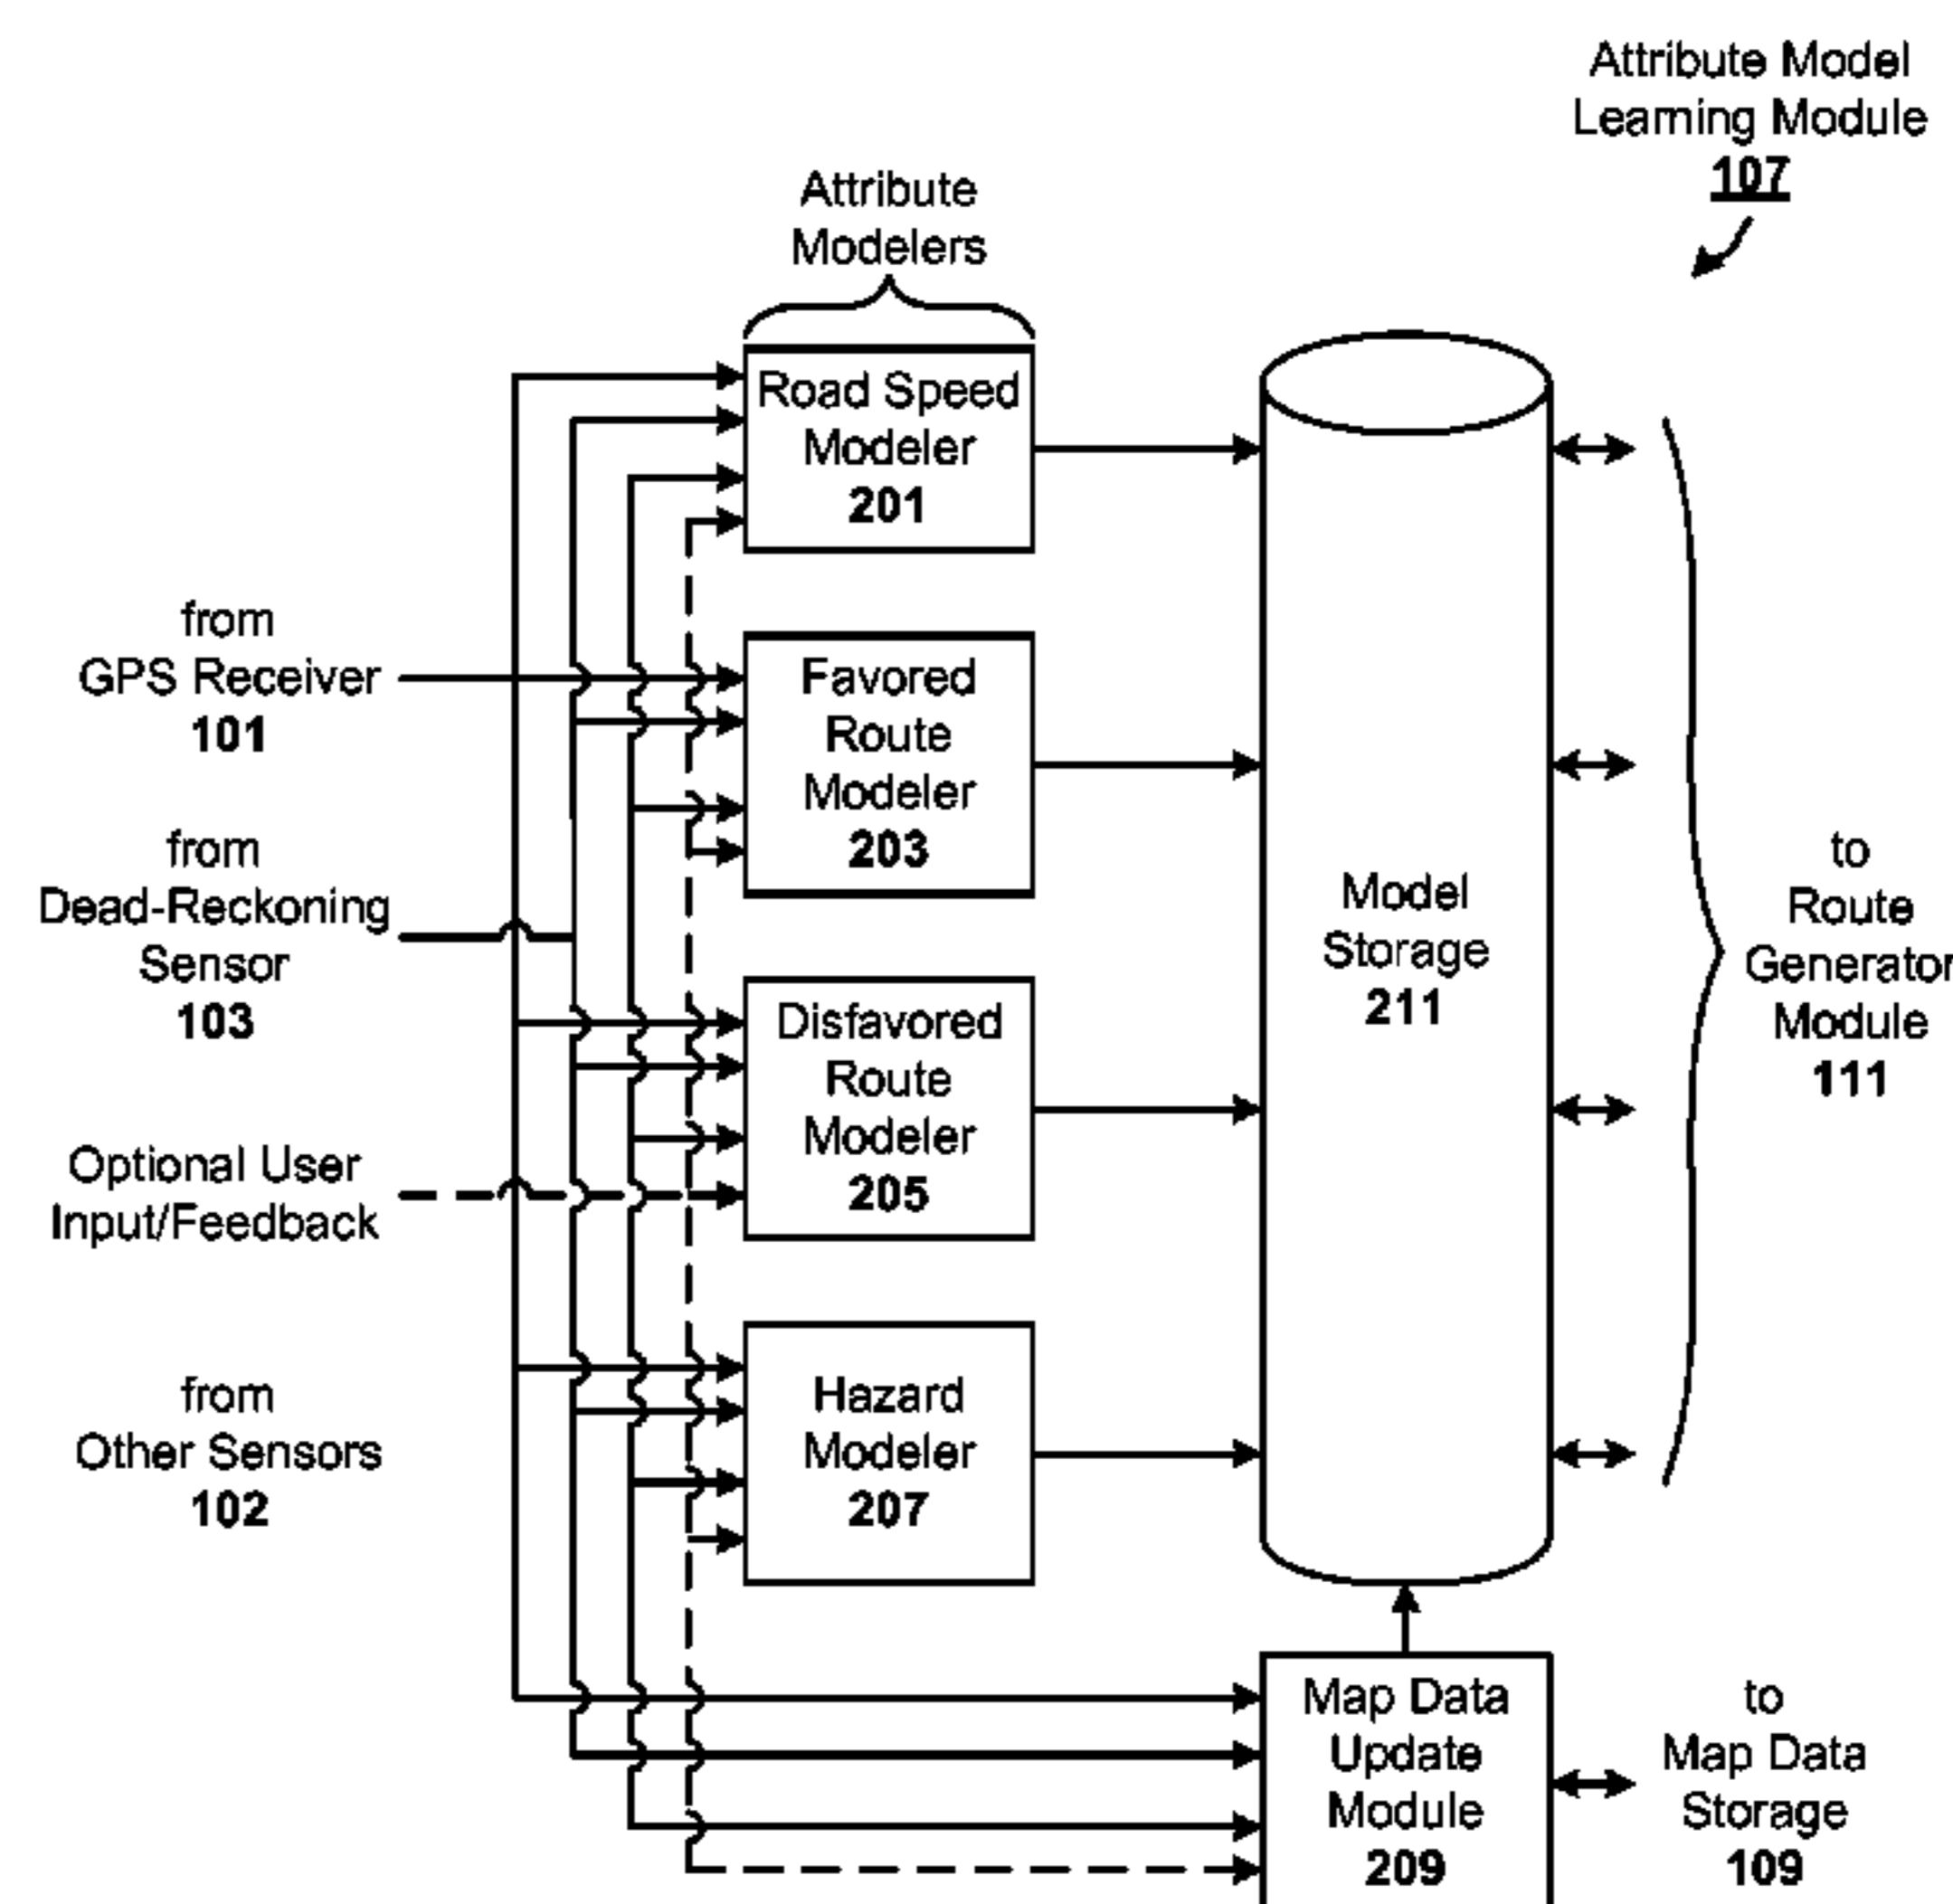 Attribute Model
Learning Module
107
Attribute
Modelers
Road Speed
Modeler
201
from
GPS Receiver
101
Favored
Route
Modeler
203
from
Dead-Reckoning
Sensor
103
Model
Storage
211
to
Route
Generator
Module
111
Disfavored
Route
Modeler
205
Optional User
Input/Feedback
from
Other Sensors
102
Hazard
Modeler
207
Map Data
Update
Module
209
to
Map Data
Storage
109